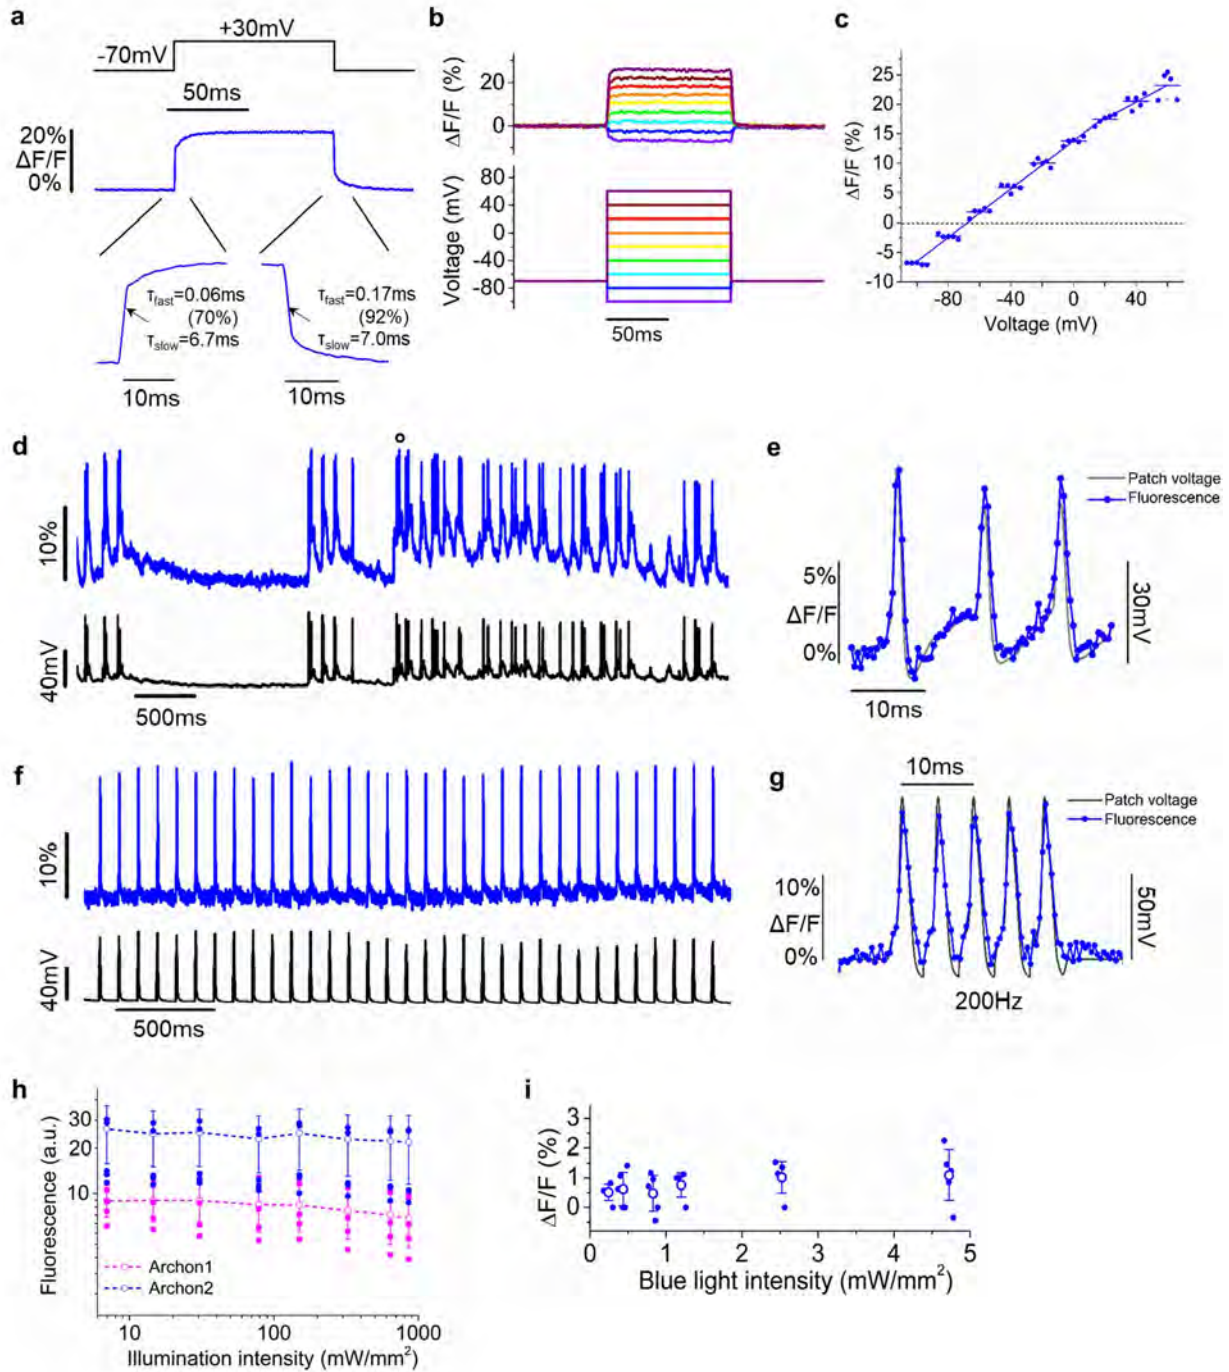 a
+30mV
-70mV
50ms
20%
ΔF/F
0%
τfast=0.06ms
(70%)
τslow=6.7ms
τfast=0.17ms
(92%)
τslow=7.0ms
10ms
10ms
b
ΔF/F (%)
20
0
Voltage (mV)
80
40
0
-40
-80
50ms
c
ΔF/F (%)
25
20
15
10
5
0
-5
-10
-80
-40
0
40
Voltage (mV)
d
10%
40mV
500ms
e
Patch voltage
Fluorescence
5%
ΔF/F
0%
30mV
10ms
f
10%
40mV
500ms
g
10ms
Patch voltage
Fluorescence
10%
ΔF/F
0%
50mV
200Hz
h
Fluorescence (a.u.)
30
20
10
Archon1
Archon2
10
100
1000
Illumination intensity (mW/mm²)
i
ΔF/F (%)
3
2
1
0
0
1
2
3
4
5
Blue light intensity (mW/mm²)